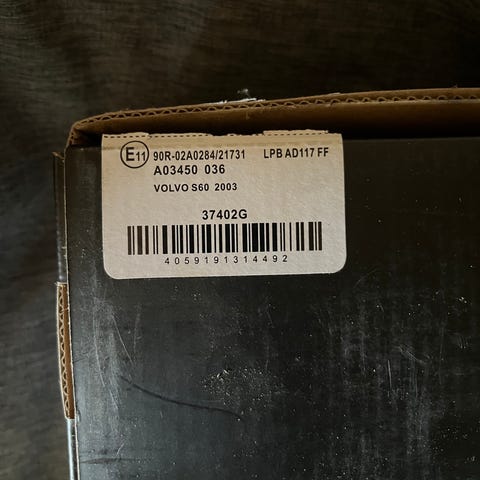 E11 90R-02A0284/21731 LPB AD117 FF
A03450 036
VOLVO S60 2003
37402G
4059191314492